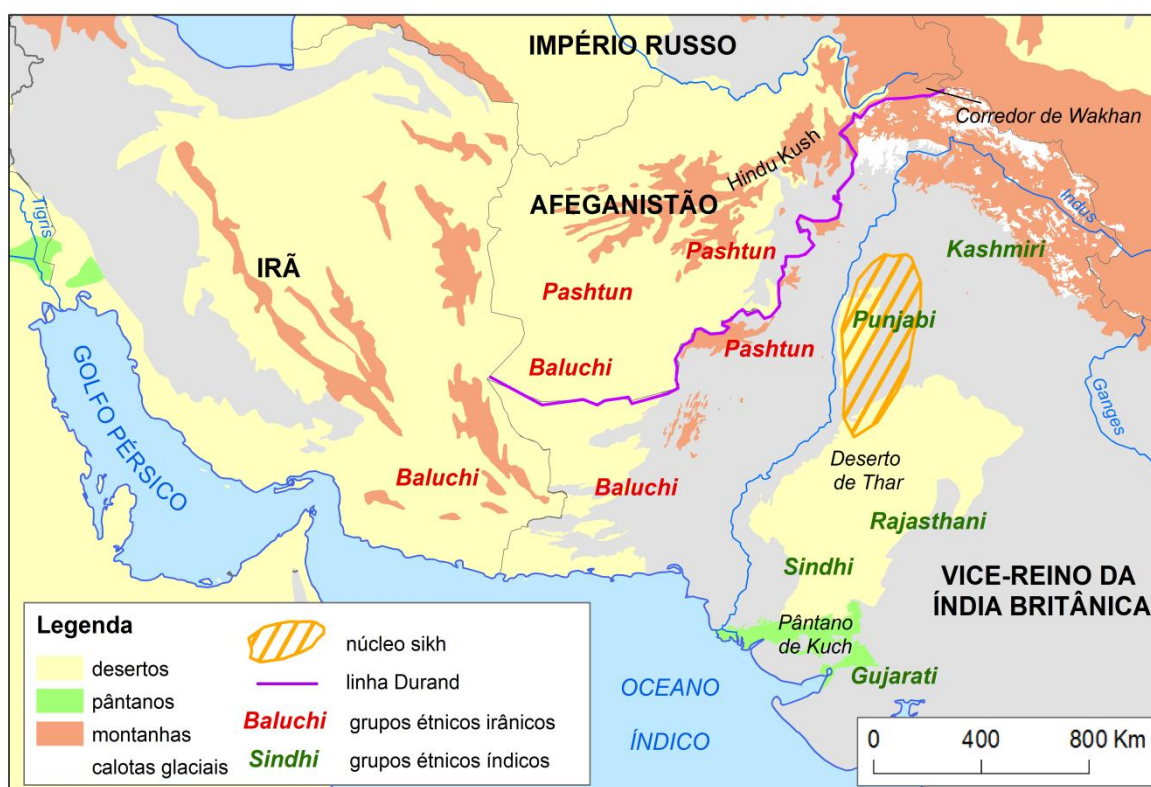 IMPÉRIO RUSSO
Corredor de Wakhan
Hindu Kush
AFEGANISTÃO
Tigris
Indus
Kashmiri
Pashtun
IRÃ
Pashtun
Punjabi
Pashtun
Baluchi
GOLFO PÉRSICO
Ganges
Deserto
de Thar
Baluchi
Baluchi
Rajasthani
Sindhi
VICE-REINO DA
ÍNDIA BRITÂNICA
Pântano
de Kuch
Gujarati
OCEANO
ÍNDICO
Legenda
desertos
pântanos
montanhas
calotas glaciais
núcleo sikh
linha Durand
Baluchi grupos étnicos irânicos
Sindhi grupos étnicos índicos
0 400 800 Km